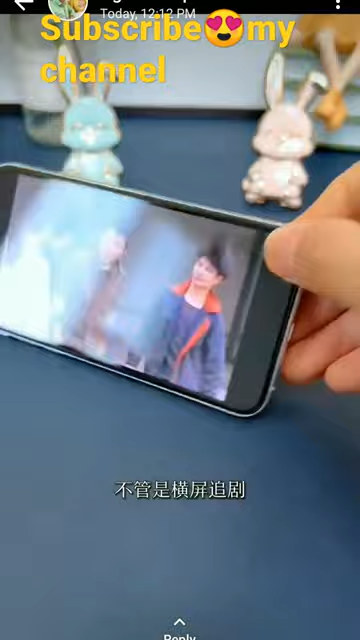 Today, 12:12 PM
Subscribe😍my
channel
不管是横屏追剧
Reply